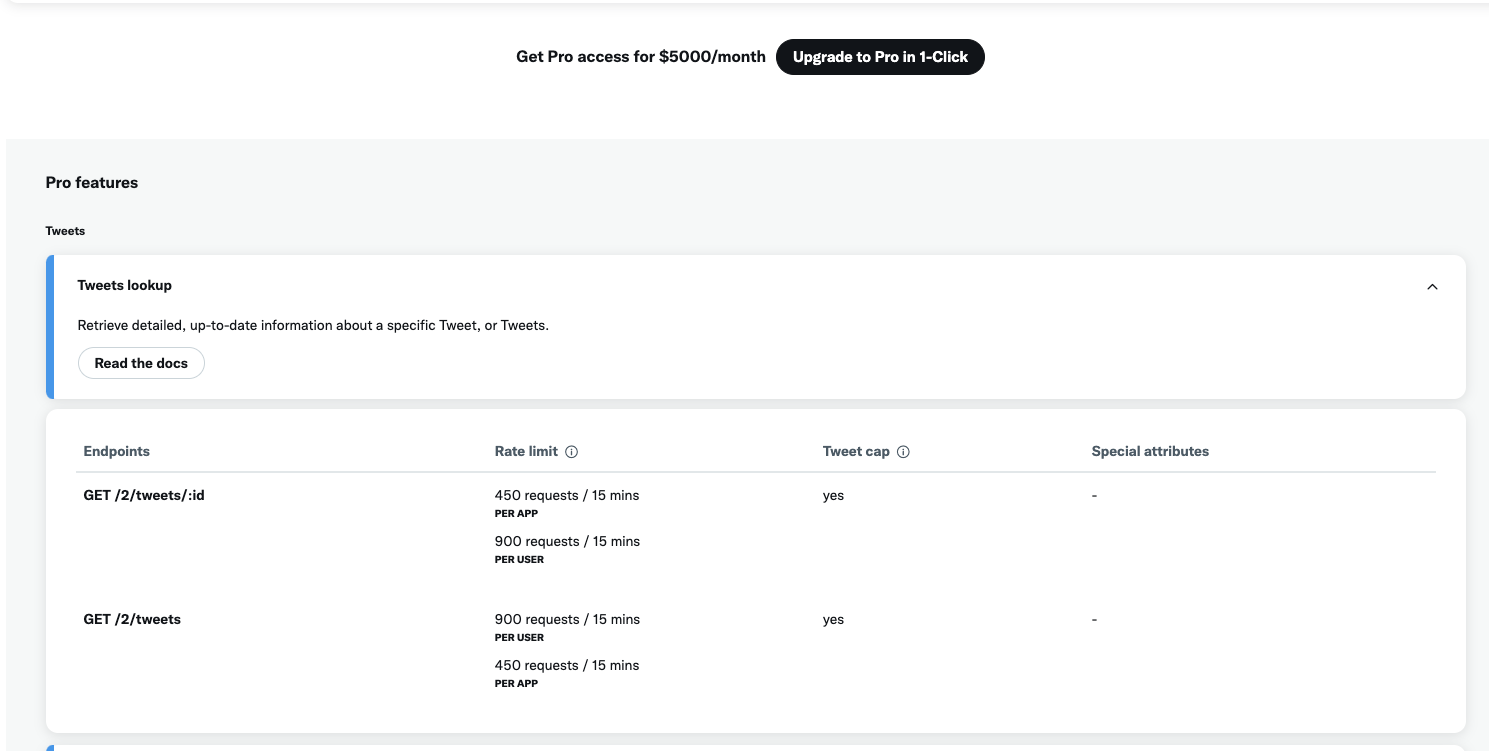 Get Pro access for $5000/month Upgrade to Pro in 1-Click
Pro features
Tweets
Tweets lookup
Retrieve detailed, up-to-date information about a specific Tweet, or Tweets.
Read the docs
Endpoints Rate limit Tweet cap Special attributes
GET /2/tweets/:id 450 requests / 15 mins yes -
PER APP
900 requests / 15 mins
PER USER
GET /2/tweets 900 requests / 15 mins yes -
PER USER
450 requests / 15 mins
PER APP